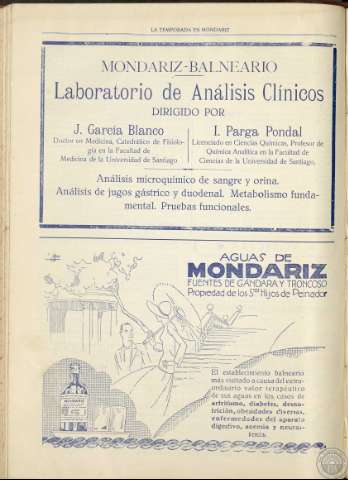 LA TEMPORADA EN MONDARIZ
MONDARIZ-BALNEARIO
Laboratorio de Análisis Clínicos
DIRIGIDO POR
J. García Blanco
Doctor en Medicina, Catedrático de Fisiolo-
gía en la Facultad de
Medicina de la Universidad de Santiago
I. Parga Pondal
Licenciado en Ciencias Químicas, Profesor de
Química Analítica en la Facultad de
Ciencias de la Universidad de Santiago.
Análisis microquímico de sangre y orina.
Análisis de jugos gástrico y duodenal. Metabolismo funda-
mental. Pruebas funcionales.
AGUAS DE
MONDARIZ
FUENTES DE GÁNDARA Y TRONCOSO
Propiedad de los Sres Hijos de Peinador
El establecimiento balneario
más visitado a causa del extra-
ordinario valor terapéutico
de sus aguas en los casos de
artritismo, diabetes, desnu-
trición, obesidades diversas,
enfermedades del aparato
digestivo, anemia y neuras-
tenia.
MONDARIZ